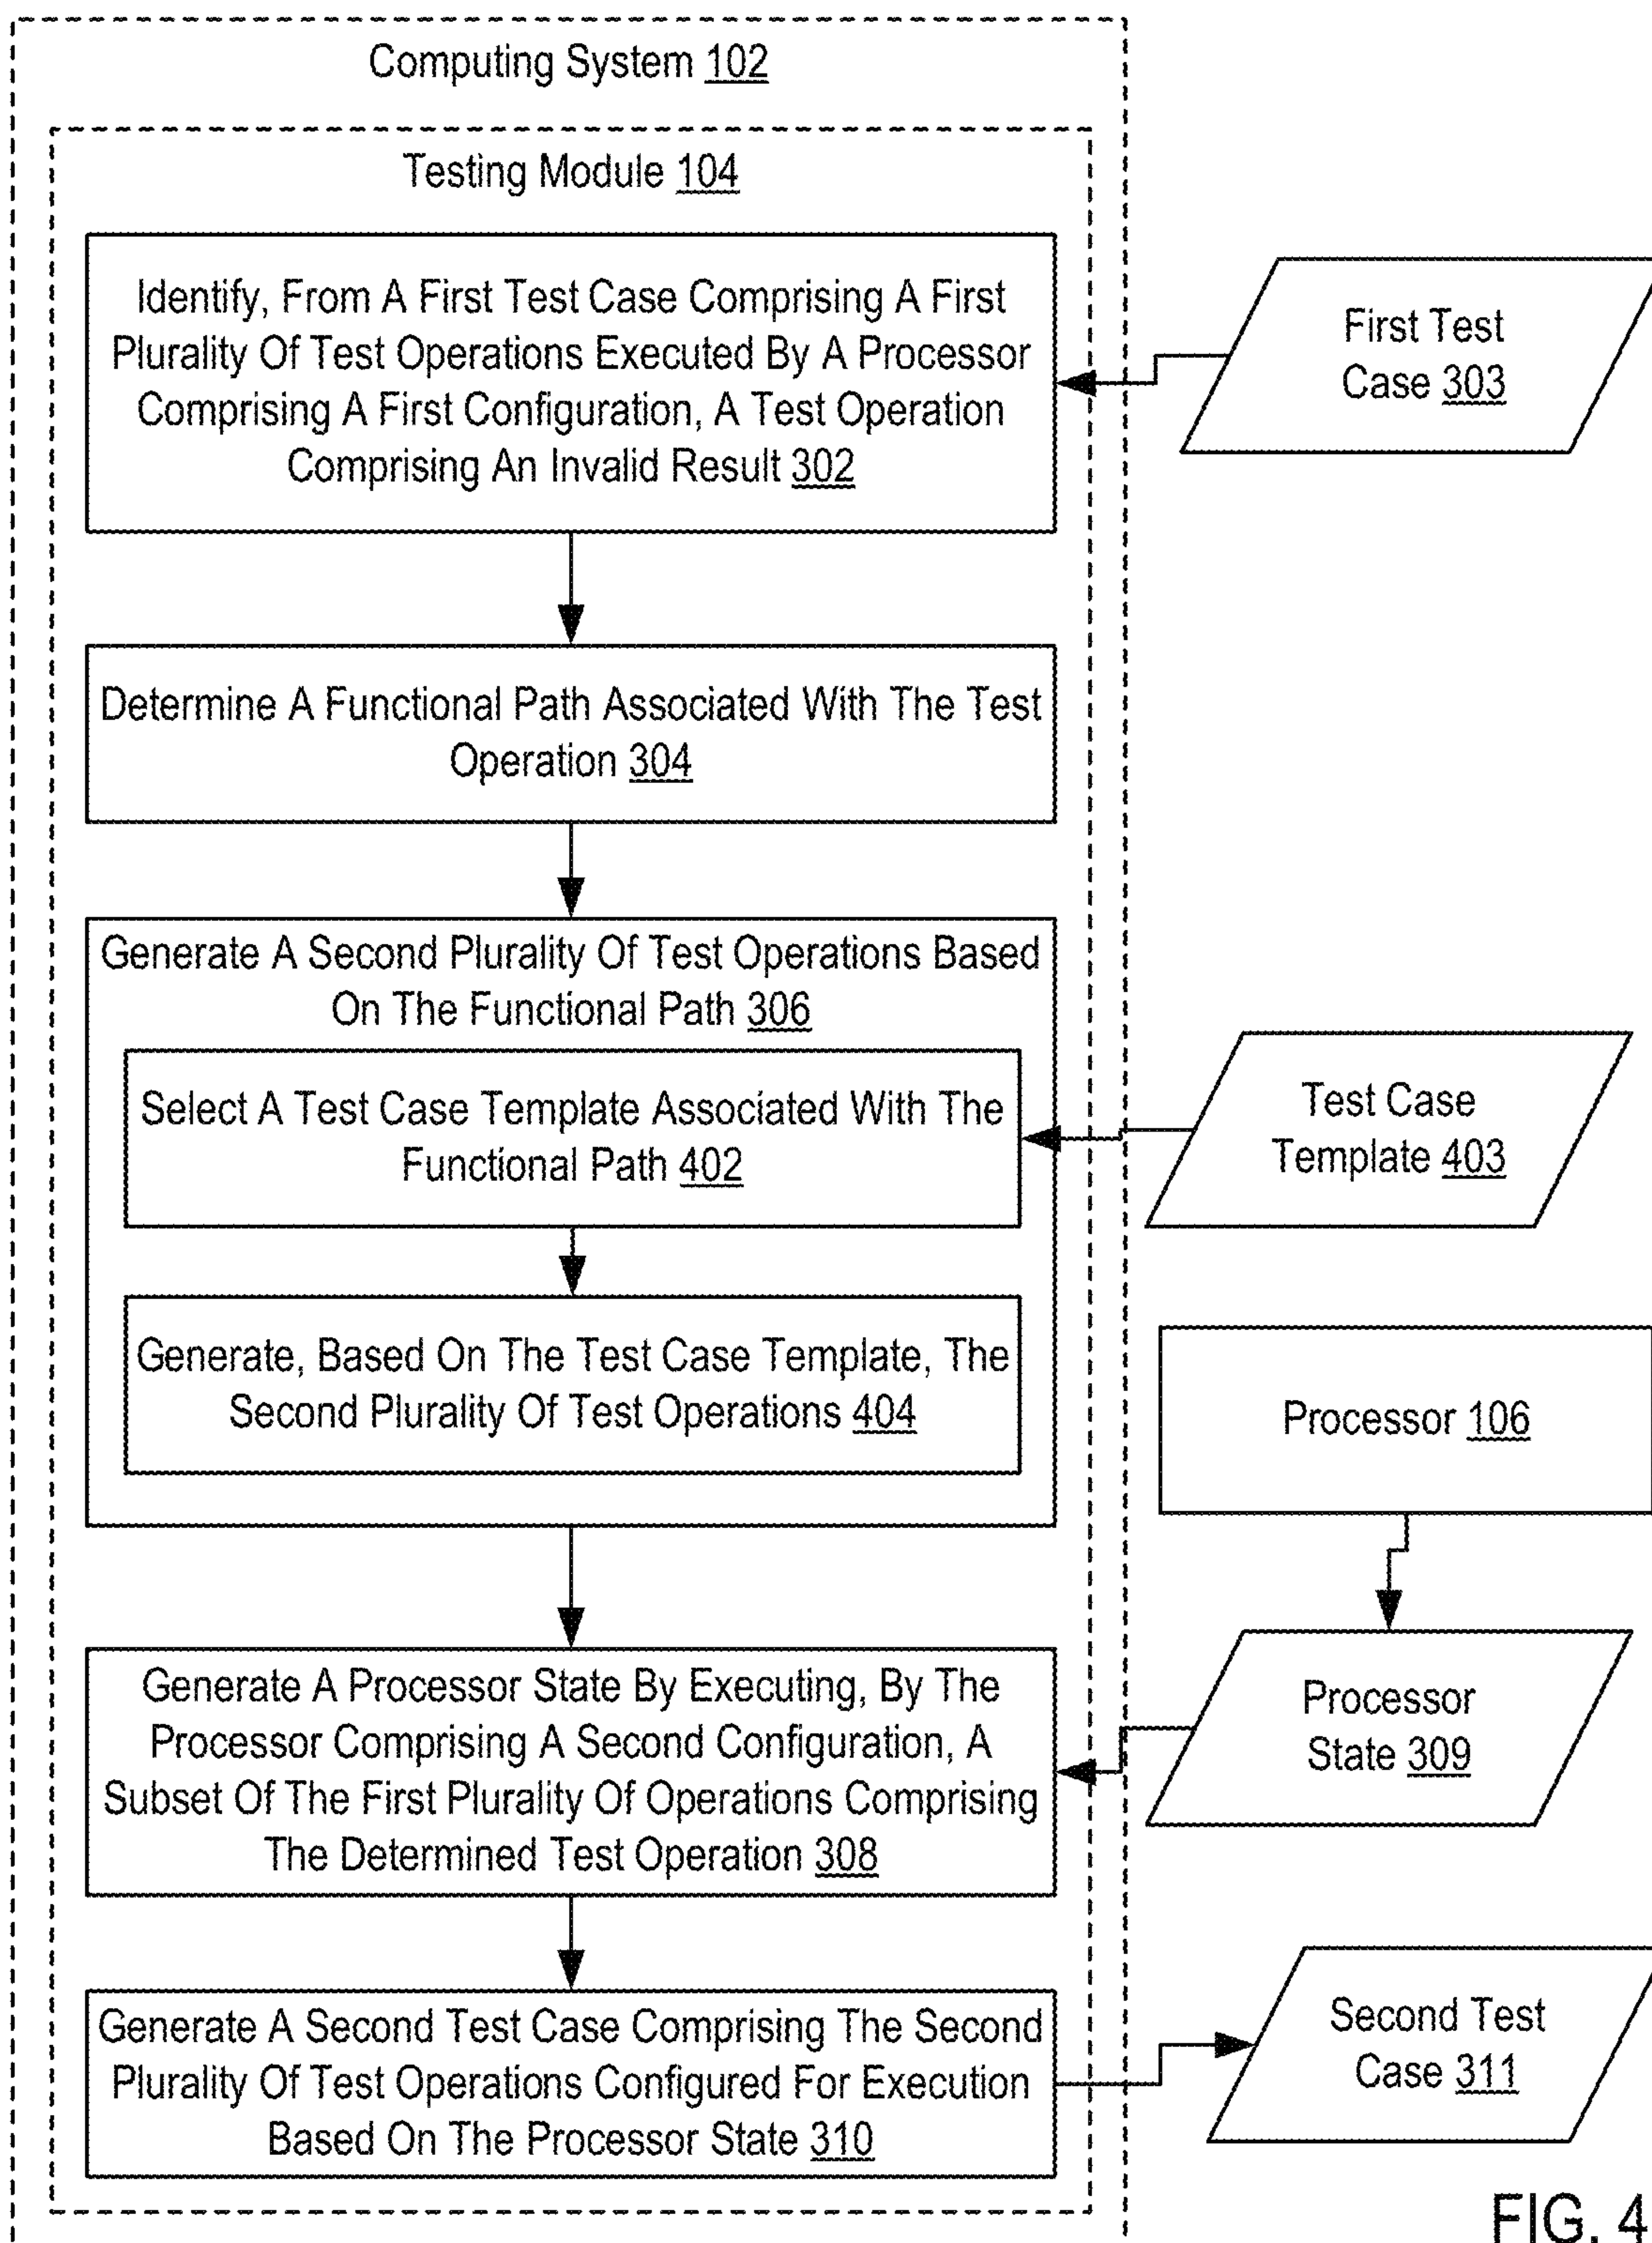 Computing System 102
Testing Module 104
Identify, From A First Test Case Comprising A First
Plurality Of Test Operations Executed By A Processor
Comprising A First Configuration, A Test Operation
Comprising An Invalid Result 302
First Test
Case 303
Determine A Functional Path Associated With The Test
Operation 304
Generate A Second Plurality Of Test Operations Based
On The Functional Path 306
Select A Test Case Template Associated With The
Functional Path 402
Test Case
Template 403
Generate, Based On The Test Case Template, The
Second Plurality Of Test Operations 404
Processor 106
Generate A Processor State By Executing, By The
Processor Comprising A Second Configuration, A
Subset Of The First Plurality Of Operations Comprising
The Determined Test Operation 308
Processor
State 309
Generate A Second Test Case Comprising The Second
Plurality Of Test Operations Configured For Execution
Based On The Processor State 310
Second Test
Case 311
FIG. 4